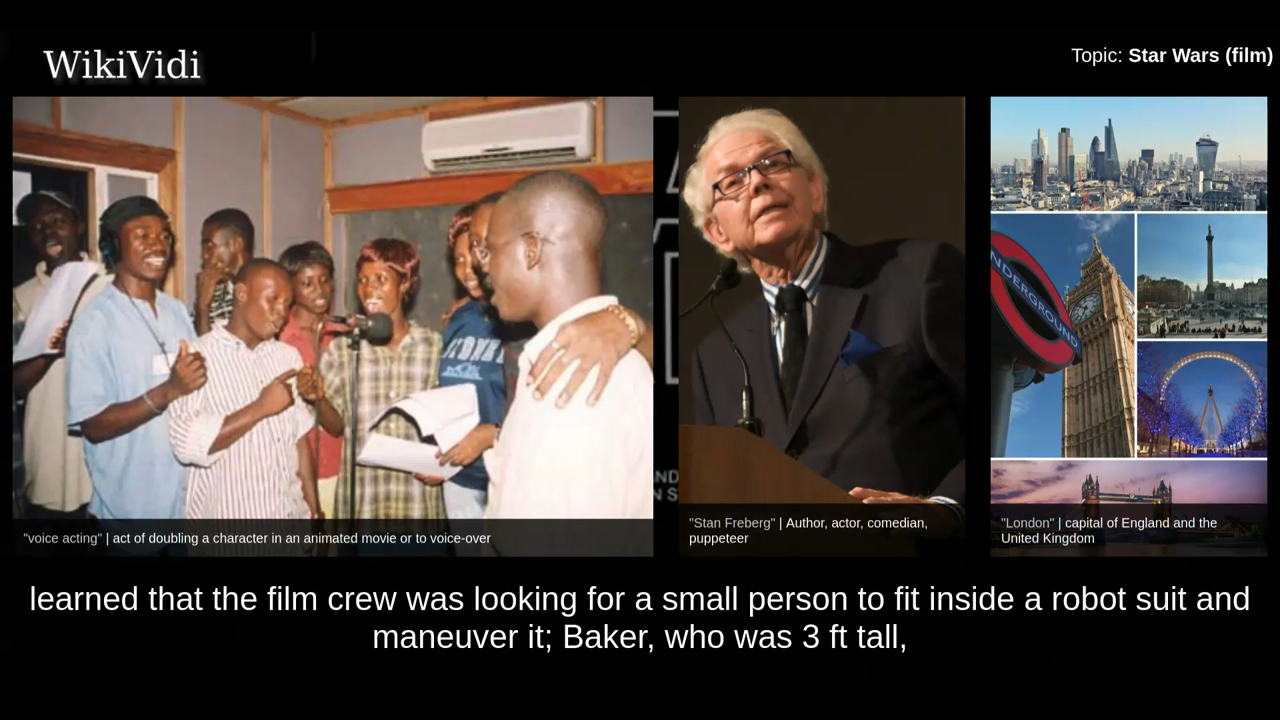 WikiVidi
Topic: Star Wars (film)
UNDERGROUND
"voice acting" | act of doubling a character in an animated movie or to voice-over
"Stan Freberg" | Author, actor, comedian,
puppeteer
"London" | capital of England and the
United Kingdom
learned that the film crew was looking for a small person to fit inside a robot suit and
maneuver it; Baker, who was 3 ft tall,